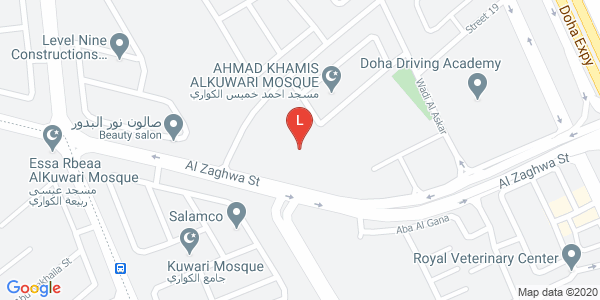 Level Nine
Constructions...
Street 19
Doha Expy
AHMAD KHAMIS
ALKUWARI MOSQUE
مسجد احمد خميس الكواري
Doha Driving Academy
Wadi Al Askar
صالون نور البدور
Beauty salon
L
Essa Rbeaa
AlKuwari Mosque
مسجد عيسى
ربيعه الكواري
Al Zaghwa St
Al Zaghwa St
Salamco
Aba Al Gana
Kuwari Mosque
جامع الكواري
Royal Veterinary Center
Google
Map data ©2020